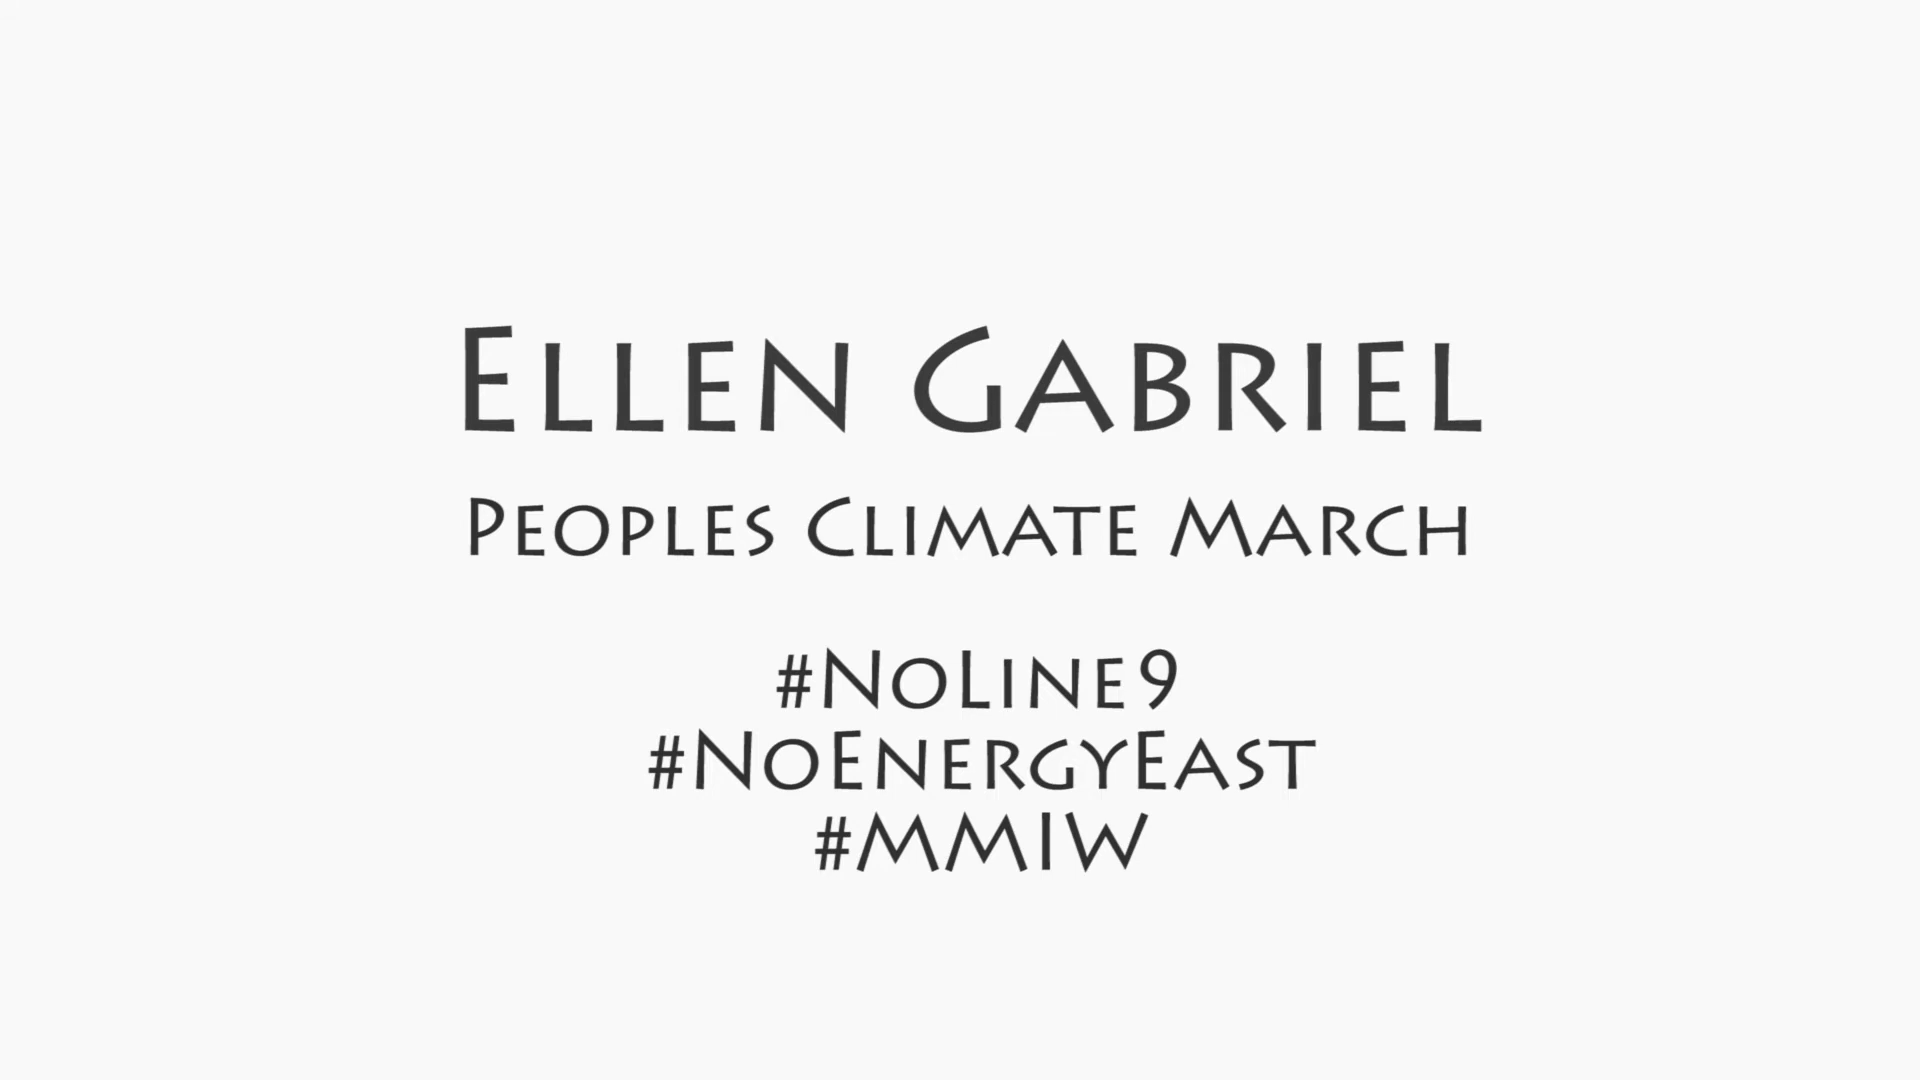 Ellen Gabriel
Peoples Climate March
#NoLine9
#NoEnergyEast
#MMIW